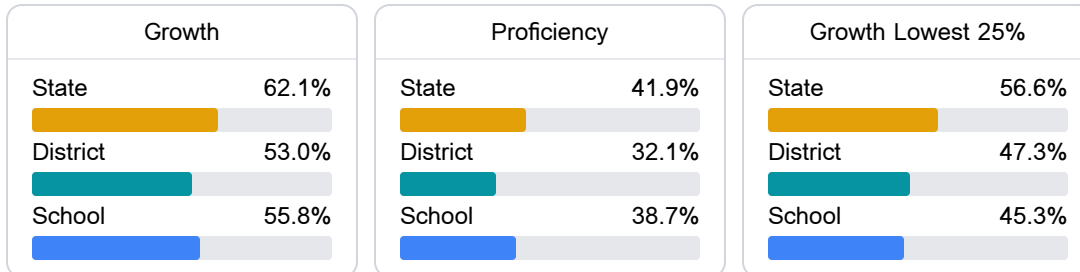 Growth
State 62.1%
District 53.0%
School 55.8%
Proficiency
State 41.9%
District 32.1%
School 38.7%
Growth Lowest 25%
State 56.6%
District 47.3%
School 45.3%